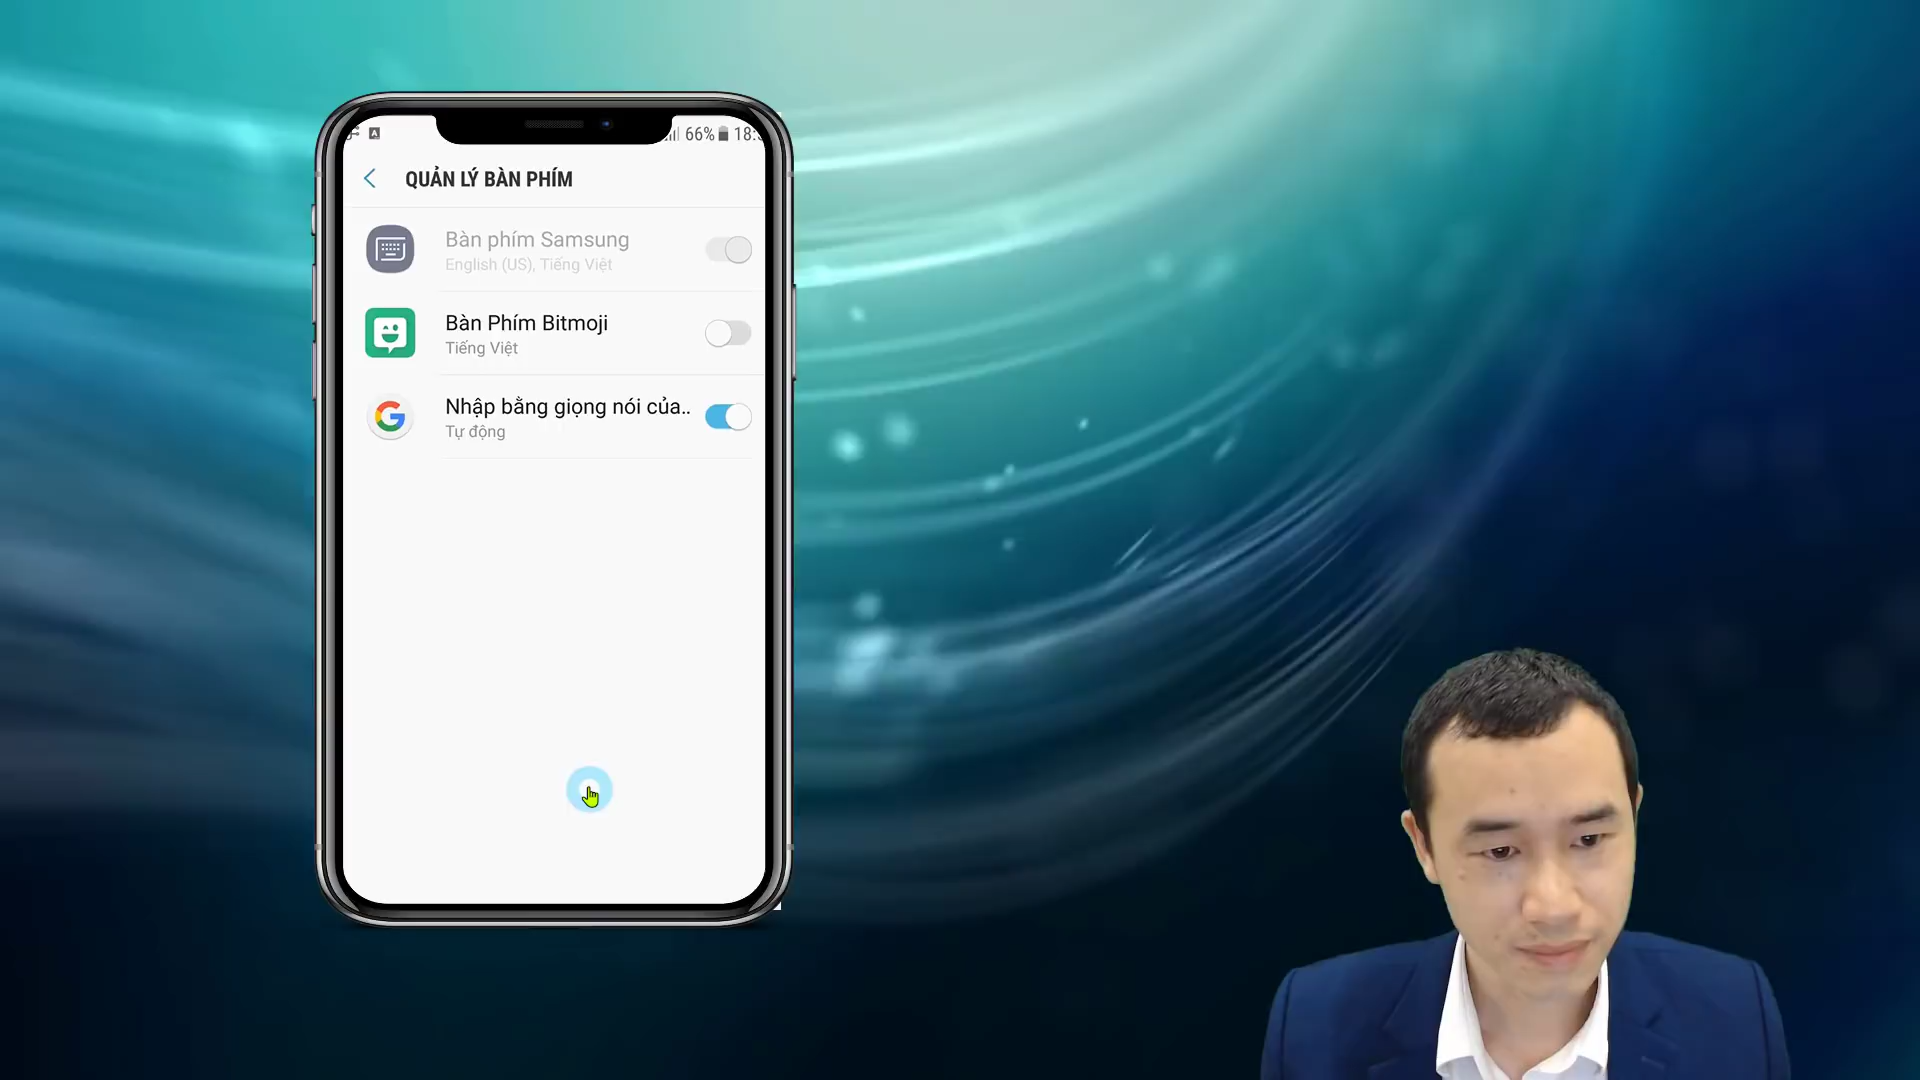 66% 18:
QUẢN LÝ BÀN PHÍM
Bàn phím Samsung
English (US), Tiếng Việt
Bàn Phím Bitmoji
Tiếng Việt
Nhập bằng giọng nói của..
Tự động